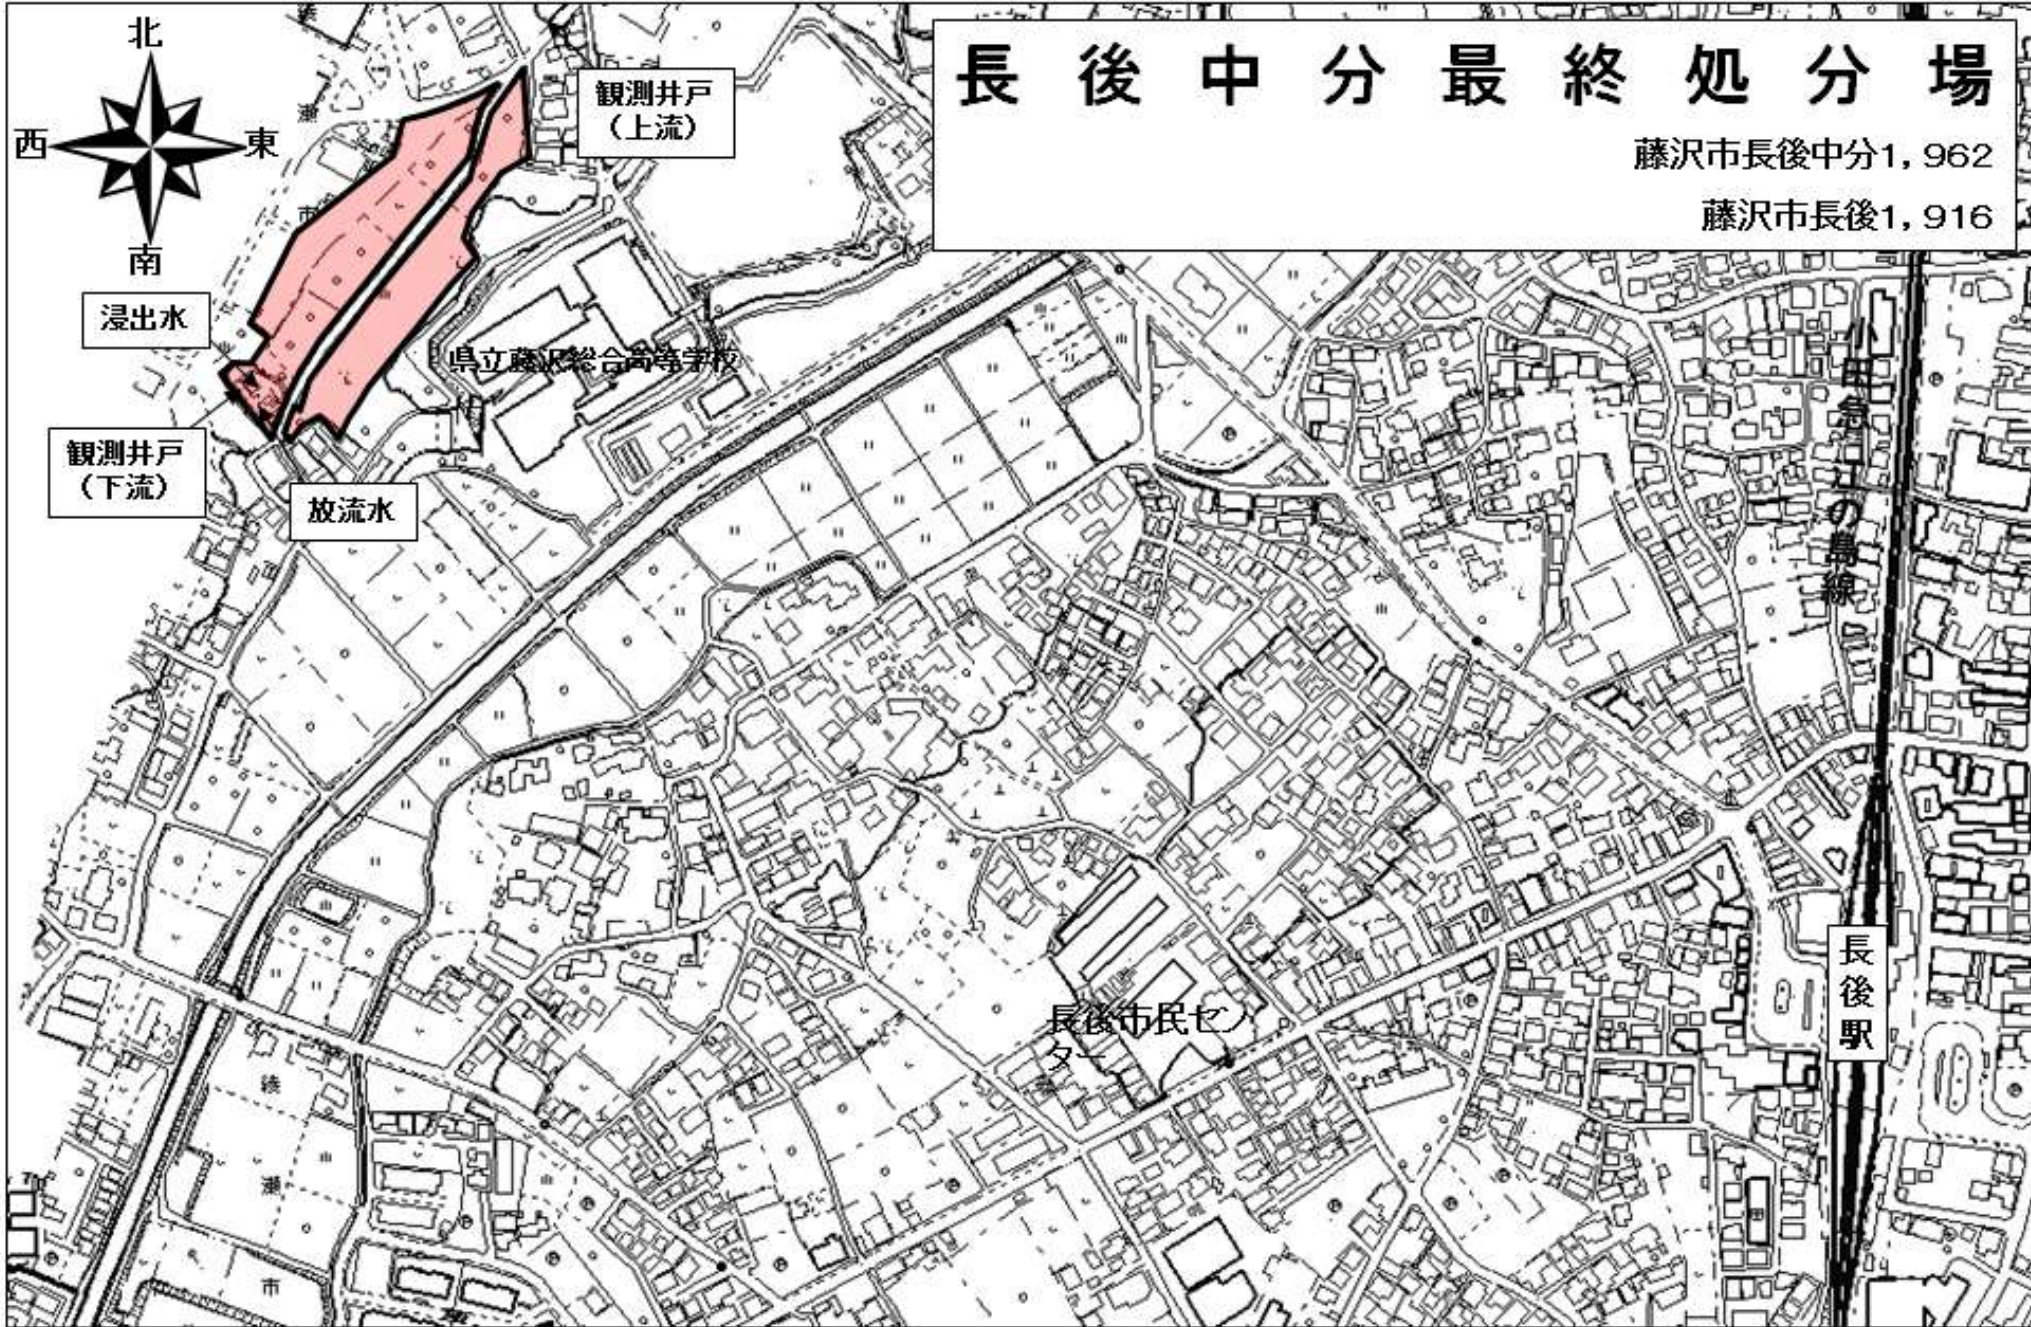 長後中分最終処分場
藤沢市長後中分1,962
藤沢市長後1,916
北
西
東
南
観測井戸
（上流）
浸出水
観測井戸
（下流）
放流水
県立藤沢総合高等学校
小田急江の島線
長後市民セン
ター
長後駅
綾
瀬
市